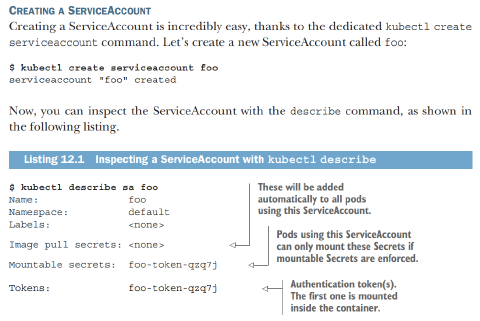 CREATING A SERVICEACCOUNT
Creating a ServiceAccount is incredibly easy, thanks to the dedicated kubectl create
serviceaccount command. Let's create a new ServiceAccount called foo:
$ kubectl create serviceaccount foo
serviceaccount "foo" created
Now, you can inspect the ServiceAccount with the describe command, as shown in
the following listing.
Listing 12.1 Inspecting a ServiceAccount with kubectl describe
$ kubectl describe sa foo
Name: foo
Namespace: default
Labels: <none>
Image pull secrets: <none>
Mountable secrets: foo-token-qzq7j
Tokens: foo-token-qzq7j
These will be added
automatically to all pods
using this ServiceAccount.
Pods using this ServiceAccount
can only mount these Secrets if
mountable Secrets are enforced.
Authentication token(s).
The first one is mounted
inside the container.